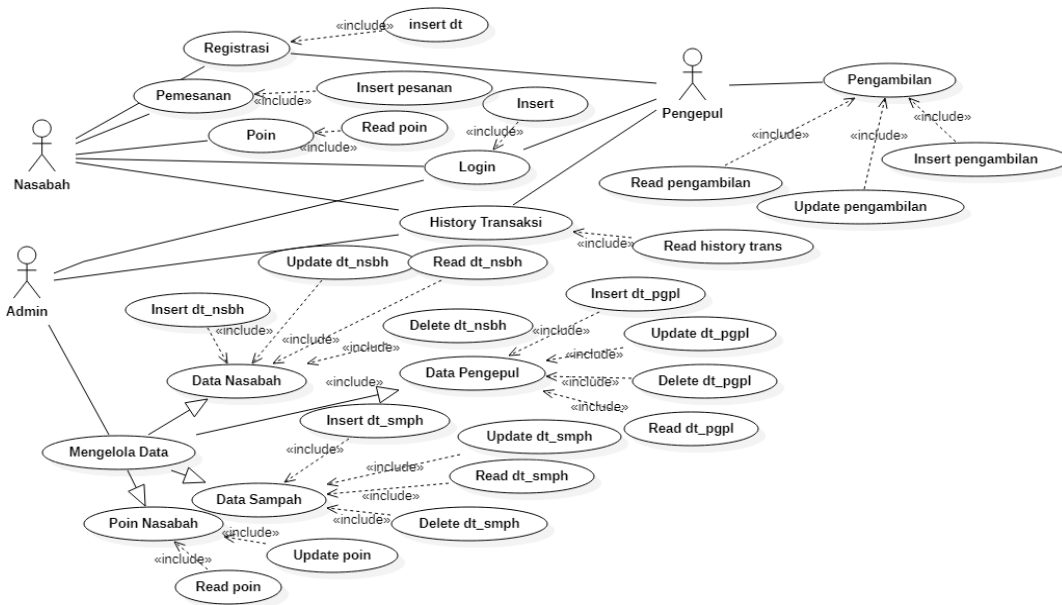 «include»
insert dt
Registrasi
Pengambilan
Pemesanan
«include»
Insert pesanan
Insert
Pengepul
Poin
«include»
Read poin
«include»
«include»
«include»
«include»
Insert pengambilan
Nasabah
Login
Read pengambilan
Update pengambilan
History Transaksi
«include»
Read history trans
Update dt_nsbh
Read dt_nsbh
Admin
Insert dt_nsbh
Insert dt_pgpl
«include»
«include»
«include»
Delete dt_nsbh
«include»
Update dt_pgpl
«include»
«include»
Data Nasabah
Data Pengepul
«include»
Delete dt_pgpl
«include»
«include»
Insert dt_smph
Read dt_pgpl
«include»
Update dt_smph
Mengelola Data
«include»
Read dt_smph
«include»
Data Sampah
Poin Nasabah
«include»
Delete dt_smph
«include»
«include»
Update poin
Read poin